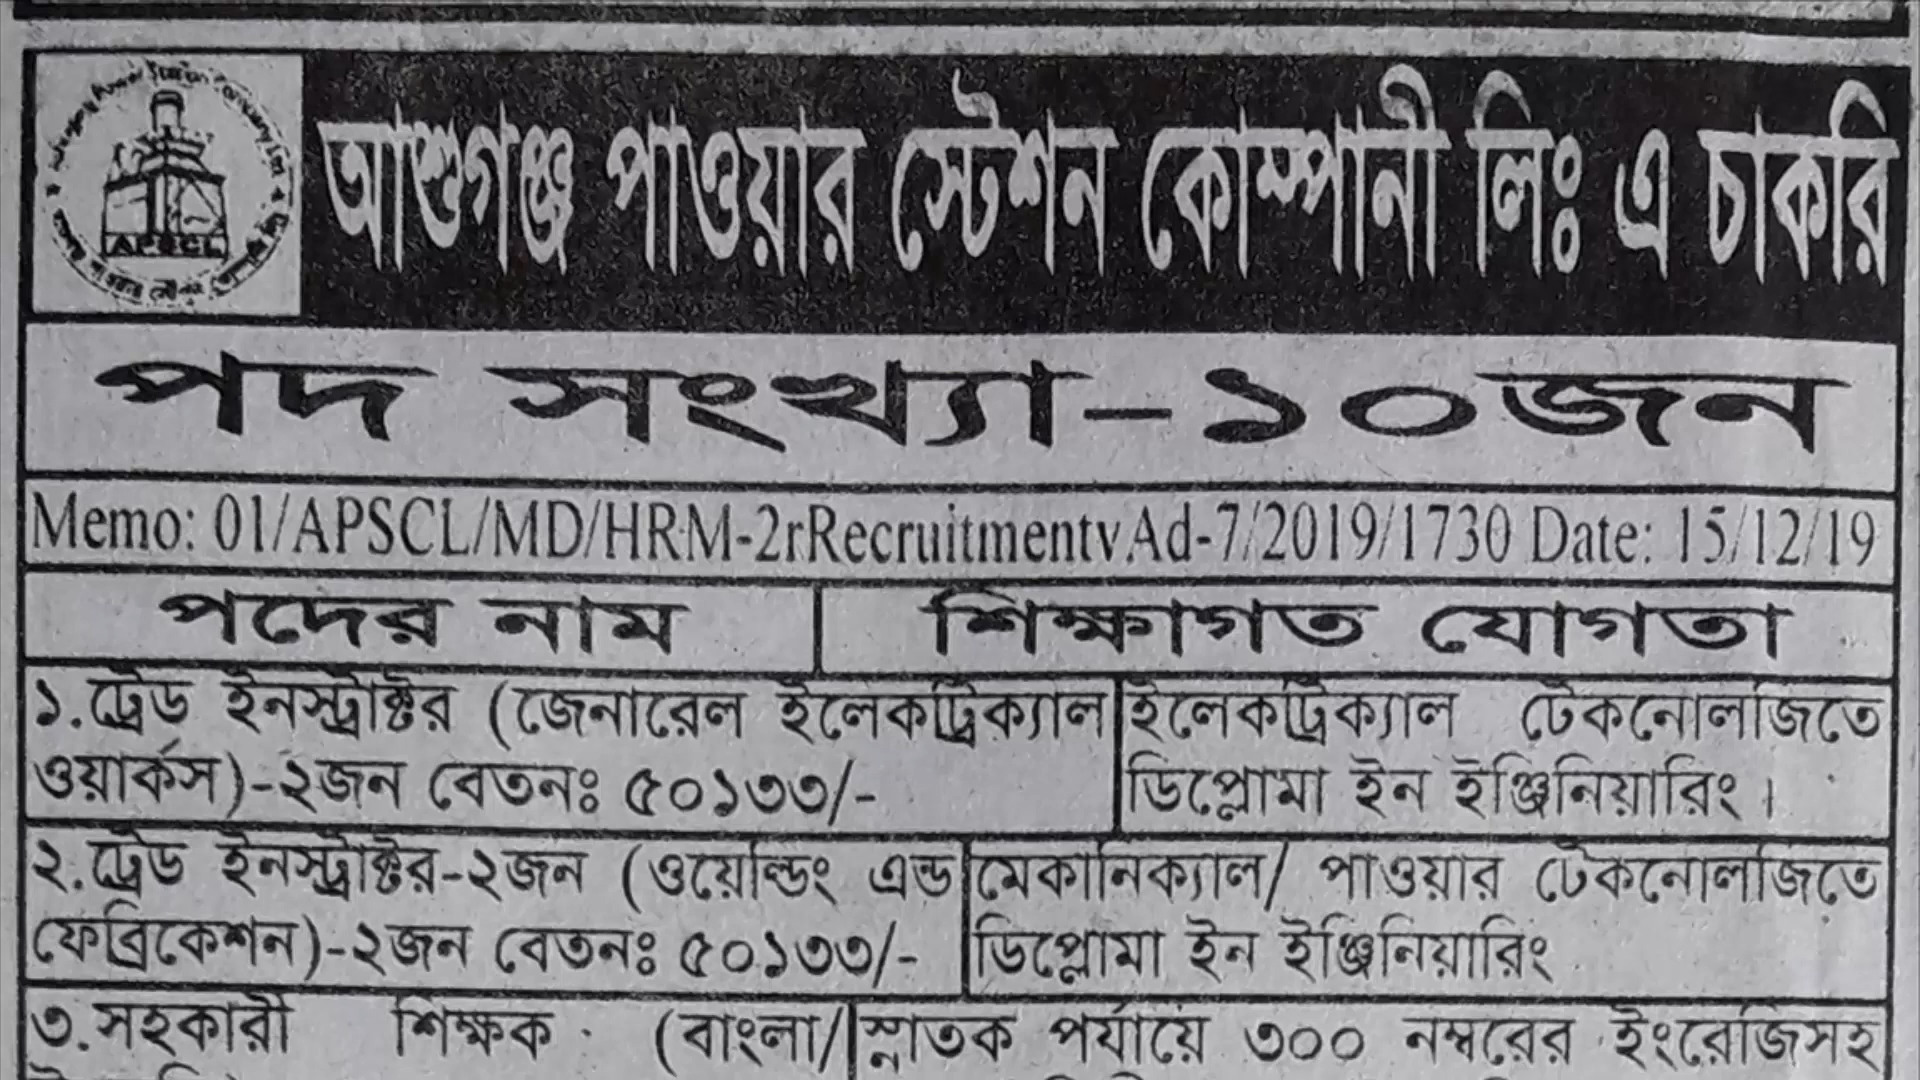 APSCL
আশুগঞ্জ পাওয়ার স্টেশন কোম্পানী লিঃ এ চাকরি
পদ সংখ্যা-১০জন
Memo: 01/APSCL/MD/HRM-2rRecruitmentv.Ad-7/2019/1730 Date: 15/12/19
পদের নাম শিক্ষাগত যোগতা
১.ট্রেড ইনস্ট্রাক্টর (জেনারেল ইলেকট্রিক্যাল
ওয়ার্কস)-২জন বেতনঃ ৫০১৩৩/-
ইলেকট্রিক্যাল টেকনোলজিতে
ডিপ্লোমা ইন ইঞ্জিনিয়ারিং।
২.ট্রেড ইনস্ট্রাক্টর-২জন (ওয়েল্ডিং এন্ড
ফেব্রিকেশন)-২জন বেতনঃ ৫০১৩৩/-
মেকানিক্যাল/ পাওয়ার টেকনোলজিতে
ডিপ্লোমা ইন ইঞ্জিনিয়ারিং
৩.সহকারী শিক্ষক (বাংলা/
স্নাতক পর্যায়ে ৩০০ নম্বরের ইংরেজিসহ